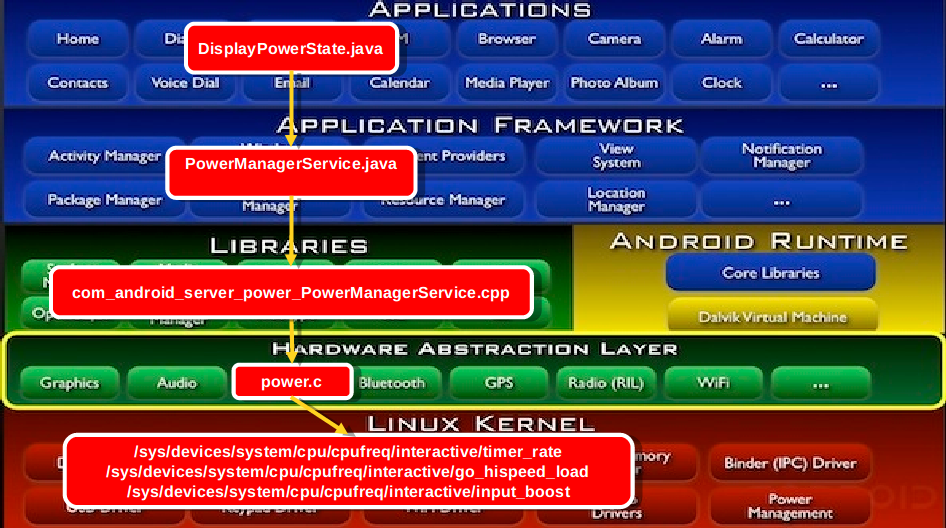 APPLICATIONS
Home
DisplayPowerState.java
Browser
Camera
Alarm
Calculator
Contacts
Voice Dial
Email
Calendar
Media Player
Photo Album
Clock
...
APPLICATION FRAMEWORK
Activity Manager
PowerManagerService.java
Providers
View
System
Notification
Manager
Package Manager
Manager
Resource Manager
Location
Manager
...
LIBRARIES
ANDROID RUNTIME
com_android_server_power_PowerManagerService.cpp
Core Libraries
Manager
Dalvik Virtual Machine
HARDWARE ABSTRACTION LAYER
Graphics
Audio
power.c
Bluetooth
GPS
Radio (RIL)
WiFi
...
LINUX KERNEL
/sys/devices/system/cpu/cpufreq/interactive/timer_rate
/sys/devices/system/cpu/cpufreq/interactive/go_hispeed_load
/sys/devices/system/cpu/cpufreq/interactive/input_boost
Binder (IPC) Driver
Drivers
Power
Management